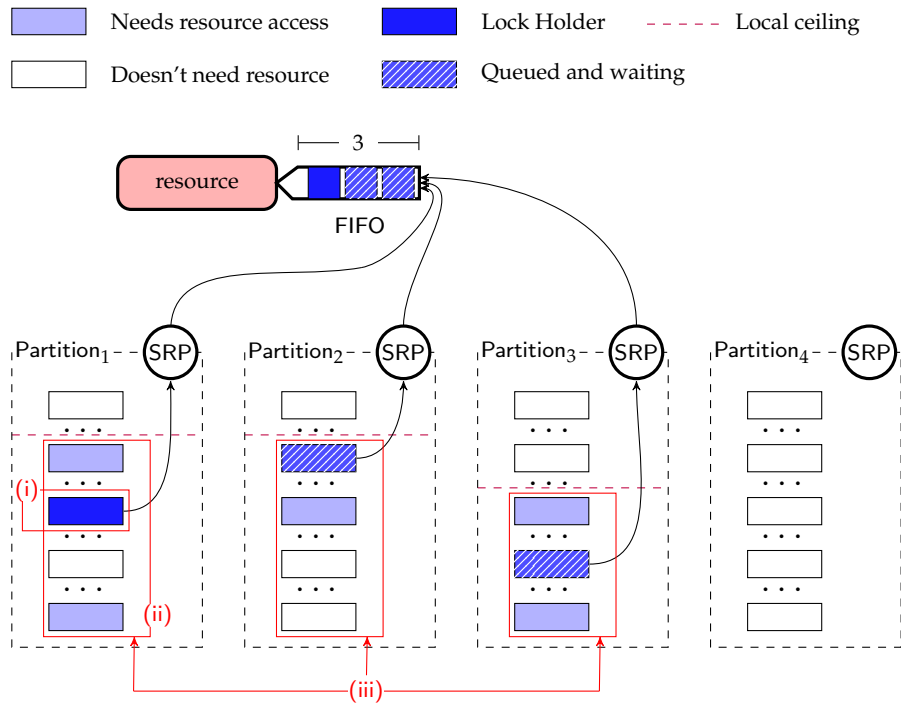 Needs resource access
Lock Holder
Local ceiling
Doesn't need resource
Queued and waiting
3
resource
FIFO
Partition1
SRP
Partition2
SRP
Partition3
SRP
Partition4
SRP
. . .
. . .
. . .
. . .
. . .
. . .
. . .
. . .
(i)
. . .
. . .
. . .
. . .
. . .
. . .
. . .
. . .
(ii)
(iii)